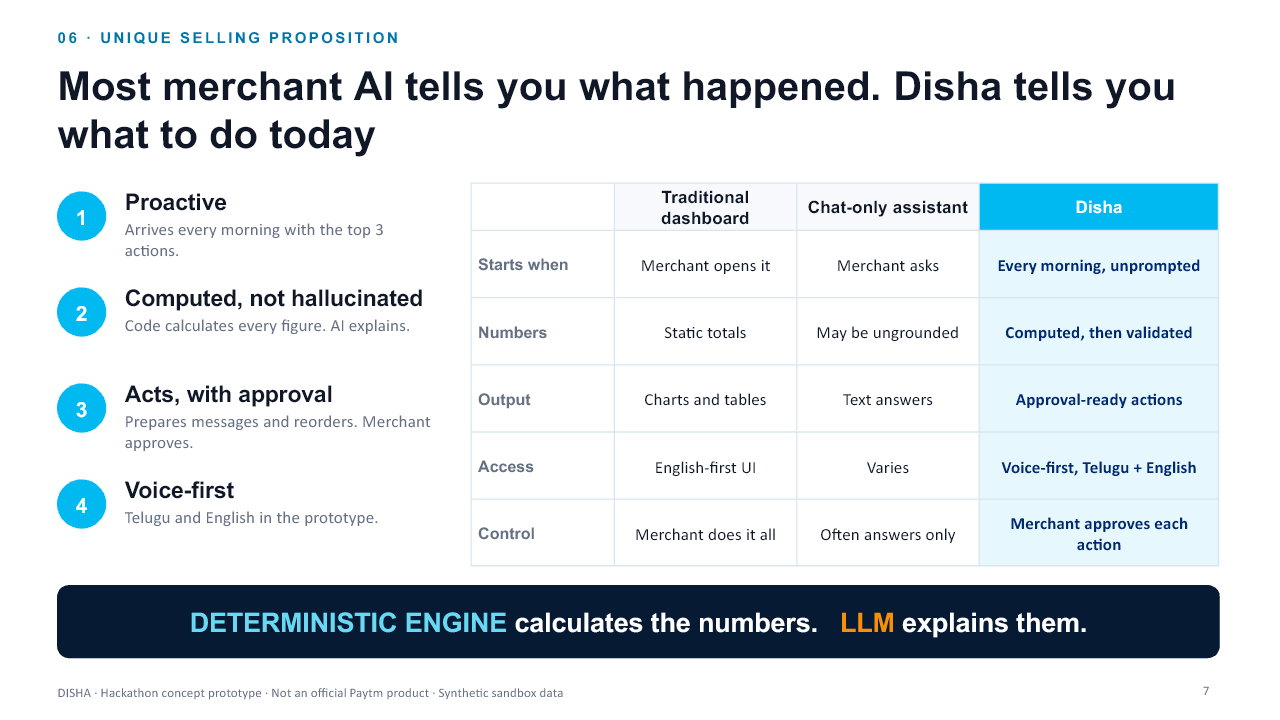 06 · UNIQUE SELLING PROPOSITION
Most merchant AI tells you what happened. Disha tells you
what to do today
1
Proactive
Arrives every morning with the top 3
actions.
2
Computed, not hallucinated
Code calculates every figure. AI explains.
3
Acts, with approval
Prepares messages and reorders. Merchant
approves.
4
Voice-first
Telugu and English in the prototype.
Traditional
dashboard
Chat-only assistant
Disha
Starts when
Merchant opens it
Merchant asks
Every morning, unprompted
Numbers
Static totals
May be ungrounded
Computed, then validated
Output
Charts and tables
Text answers
Approval-ready actions
Access
English-first UI
Varies
Voice-first, Telugu + English
Control
Merchant does it all
Often answers only
Merchant approves each
action
DETERMINISTIC ENGINE calculates the numbers. LLM explains them.
DISHA · Hackathon concept prototype · Not an official Paytm product · Synthetic sandbox data
7